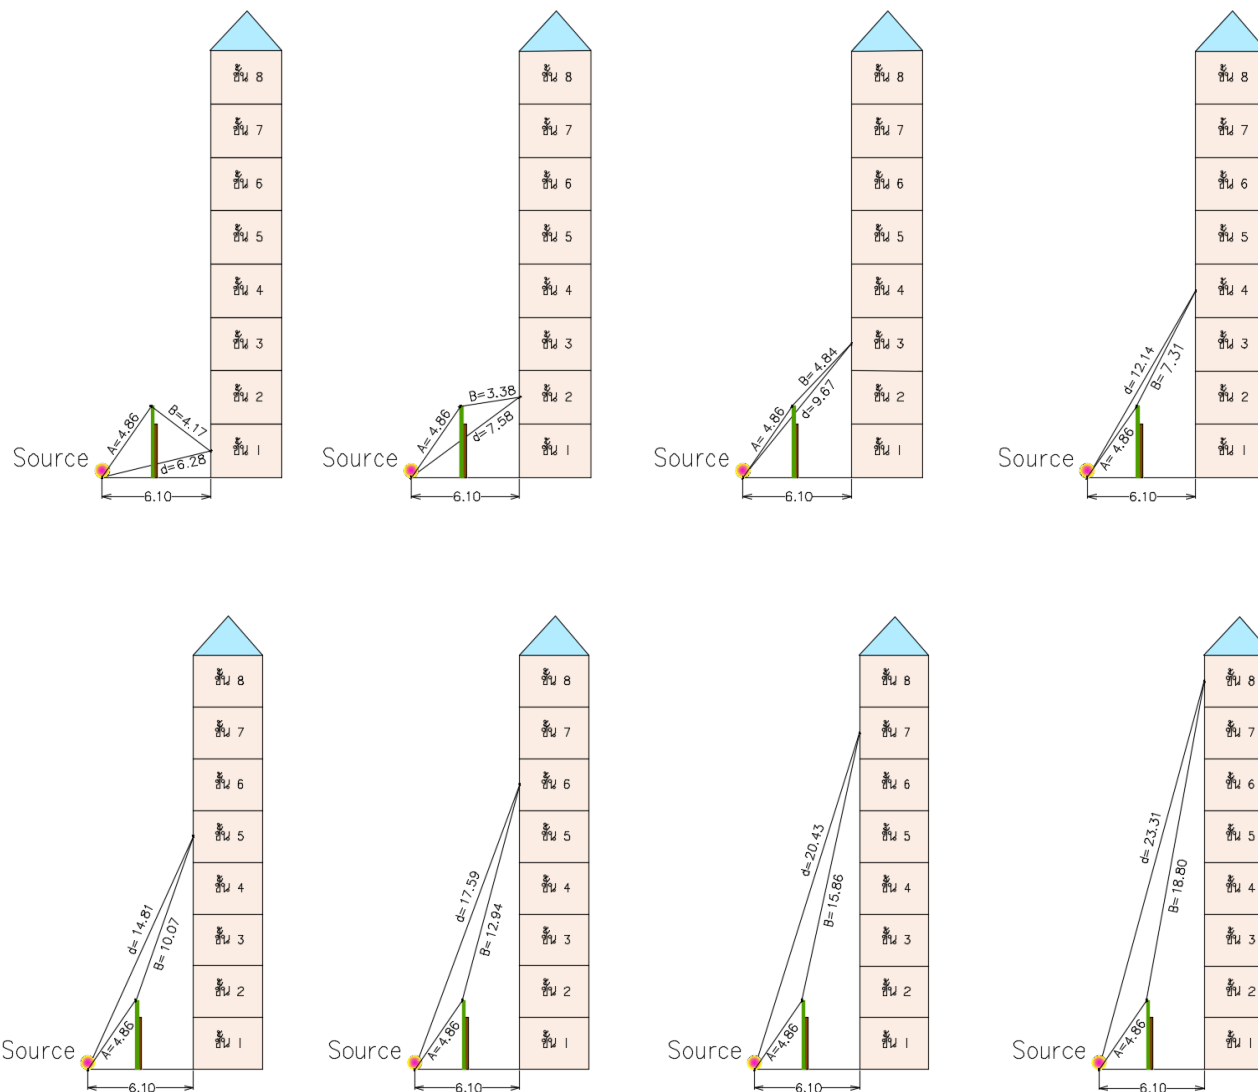 ชั้น 8
ชั้น 7
ชั้น 6
ชั้น 5
ชั้น 4
ชั้น 3
ชั้น 2
ชั้น 1
A=4.86
B=4.17
d=6.28
Source
6.10
ชั้น 8
ชั้น 7
ชั้น 6
ชั้น 5
ชั้น 4
ชั้น 3
ชั้น 2
ชั้น 1
A=4.86
B=3.38
d=7.58
Source
6.10
ชั้น 8
ชั้น 7
ชั้น 6
ชั้น 5
ชั้น 4
ชั้น 3
ชั้น 2
ชั้น 1
A=4.86
B=4.84
d=9.67
Source
6.10
ชั้น 8
ชั้น 7
ชั้น 6
ชั้น 5
ชั้น 4
ชั้น 3
ชั้น 2
ชั้น 1
A=4.86
B=7.31
d=12.14
Source
6.10
ชั้น 8
ชั้น 7
ชั้น 6
ชั้น 5
ชั้น 4
ชั้น 3
ชั้น 2
ชั้น 1
A=4.86
B=10.07
d=14.81
Source
6.10
ชั้น 8
ชั้น 7
ชั้น 6
ชั้น 5
ชั้น 4
ชั้น 3
ชั้น 2
ชั้น 1
A=4.86
B=12.94
d=17.59
Source
6.10
ชั้น 8
ชั้น 7
ชั้น 6
ชั้น 5
ชั้น 4
ชั้น 3
ชั้น 2
ชั้น 1
A=4.86
B=15.86
d=20.43
Source
6.10
ชั้น 8
ชั้น 7
ชั้น 6
ชั้น 5
ชั้น 4
ชั้น 3
ชั้น 2
ชั้น 1
A=4.86
B=18.80
d=23.31
Source
6.10